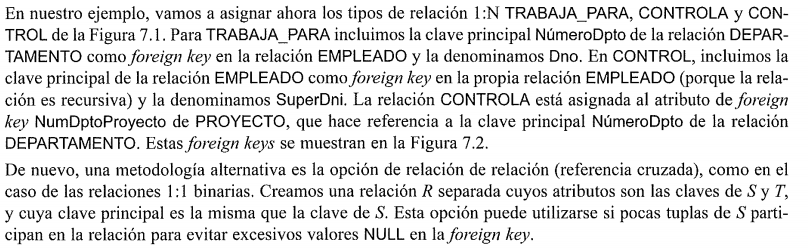 En nuestro ejemplo, vamos a asignar ahora los tipos de relación 1:N TRABAJA_PARA, CONTROLA y CON-
TROL de la Figura 7.1. Para TRABAJA_PARA incluimos la clave principal NúmeroDpto de la relación DEPAR-
TAMENTO como foreign key en la relación EMPLEADO y la denominamos Dno. En CONTROL, incluimos la
clave principal de la relación EMPLEADO como foreign key en la propia relación EMPLEADO (porque la rela-
ción es recursiva) y la denominamos SuperDni. La relación CONTROLA está asignada al atributo de foreign
key NumDptoProyecto de PROYECTO, que hace referencia a la clave principal NúmeroDpto de la relación
DEPARTAMENTO. Estas foreign keys se muestran en la Figura 7.2.
De nuevo, una metodología alternativa es la opción de relación de relación (referencia cruzada), como en el
caso de las relaciones 1:1 binarias. Creamos una relación R separada cuyos atributos son las claves de S y T,
y cuya clave principal es la misma que la clave de S. Esta opción puede utilizarse si pocas tuplas de S parti-
cipan en la relación para evitar excesivos valores NULL en la foreign key.